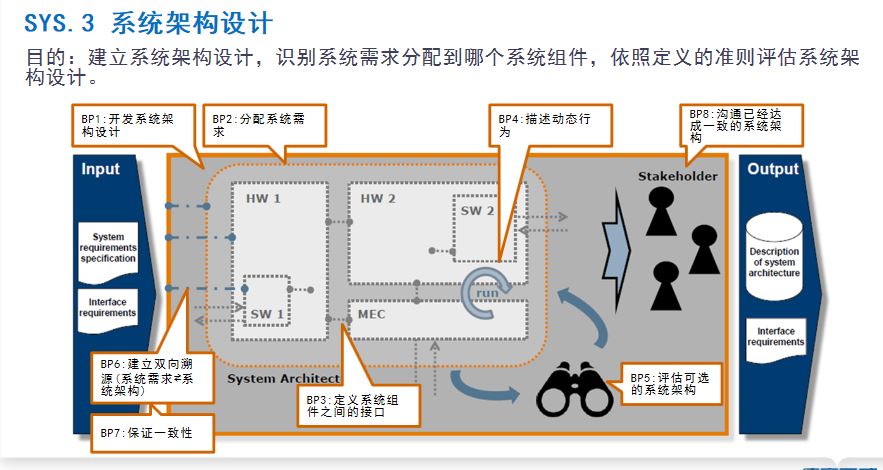 SYS.3 系统架构设计
目的：建立系统架构设计，识别系统需求分配到哪个系统组件，依照定义的准则评估系统架
构设计。
BP1:开发系统架
构设计
BP2:分配系统需
求
BP4:描述动态行
为
BP8:沟通已经达
成一致的系统架
构
Input
Stakeholder
Output
HW 1
HW 2
SW 2
System
requirements
specification
Description
of system
architecture
run
Interface
requirements
SW 1
MEC
Interface
requirements
BP6:建立双向溯
源(系统需求⇄系
统架构)
System Architect
BP3:定义系统组
件之间的接口
BP5:评估可选
的系统架构
BP7:保证一致性